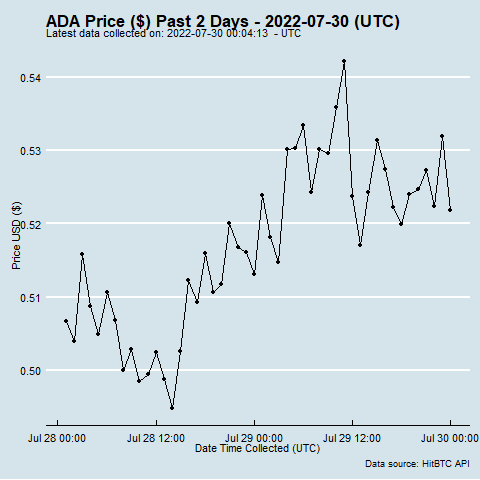 ADA Price ($) Past 2 Days - 2022-07-30 (UTC)
Latest data collected on: 2022-07-30 00:04:13 - UTC
0.54
0.53
0.52
0.51
0.50
Price USD ($)
Jul 28 00:00 Jul 28 12:00 Jul 29 00:00 Jul 29 12:00 Jul 30 00:00
Date Time Collected (UTC)
Data source: HitBTC API